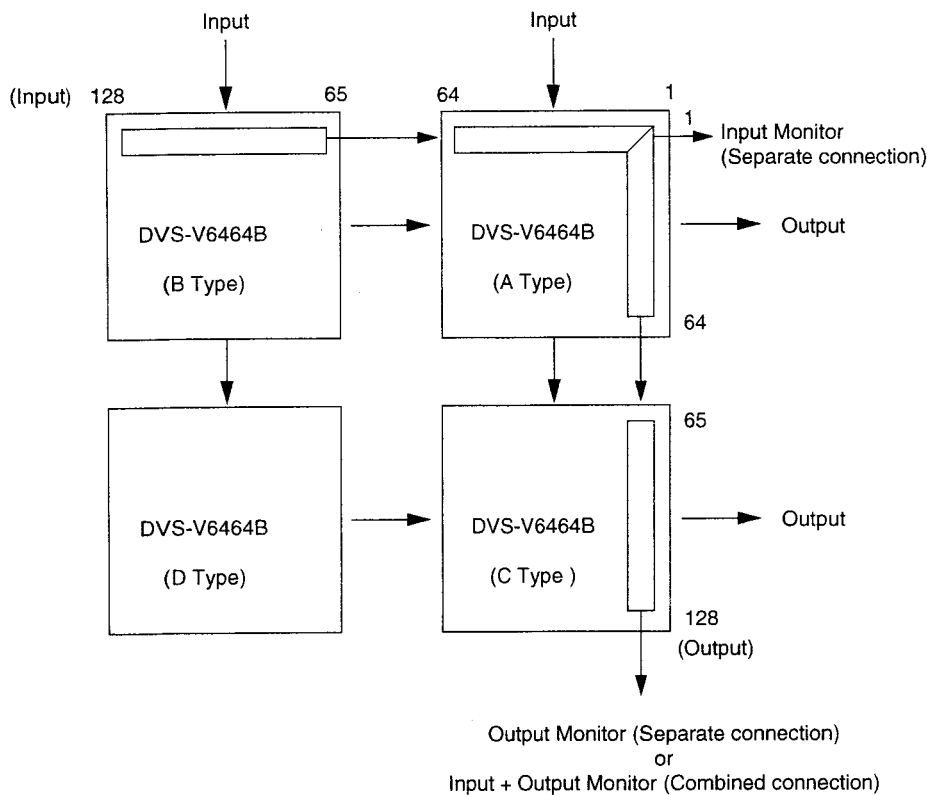 Input
Input
(Input) 128
65
64
1
1
Input Monitor
(Separate connection)
DVS-V6464B
(B Type)
DVS-V6464B
(A Type)
Output
64
65
DVS-V6464B
(D Type)
DVS-V6464B
(C Type )
Output
128
(Output)
Output Monitor (Separate connection)
or
Input + Output Monitor (Combined connection)